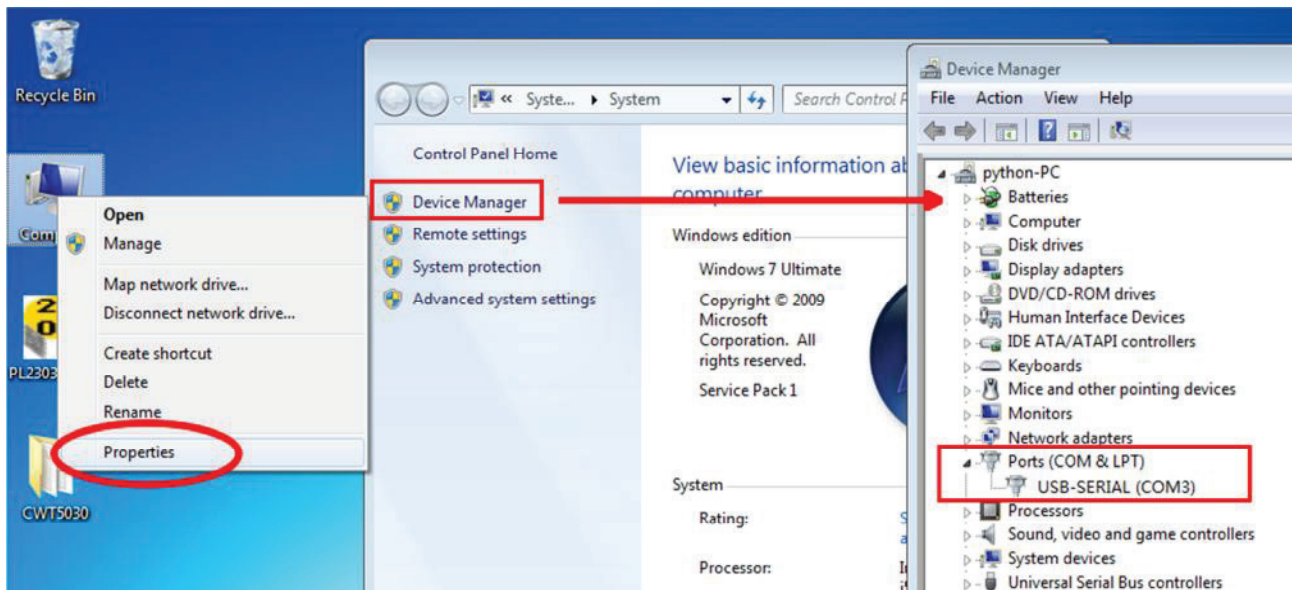 Recycle Bin
Com
2
0
PL2303
CWT5030
Open
Manage
Map network drive...
Disconnect network drive...
Create shortcut
Delete
Rename
Properties
« Syste... System
Search Control
Control Panel Home
Device Manager
Remote settings
System protection
Advanced system settings
View basic information
computer
Windows edition
Windows 7 Ultimate
Copyright © 2009
Microsoft
Corporation. All
rights reserved.
Service Pack 1
System
Rating:
Processor:
Device Manager
File Action View Help
python-PC
Batteries
Computer
Disk drives
Display adapters
DVD/CD-ROM drives
Human Interface Devices
IDE ATA/ATAPI controllers
Keyboards
Mice and other pointing devices
Monitors
Network adapters
Ports (COM & LPT)
USB-SERIAL (COM3)
Processors
Sound, video and game controllers
System devices
Universal Serial Bus controllers